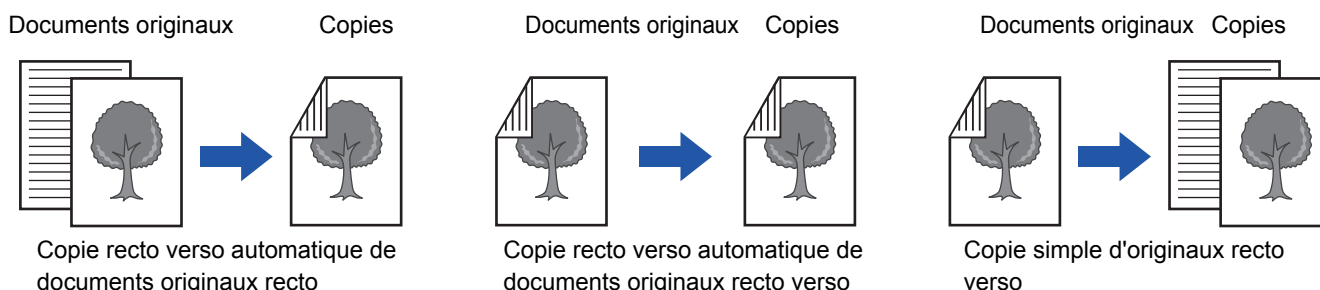 Documents originaux Copies
Documents originaux Copies
Documents originaux Copies
Copie recto verso automatique de
documents originaux recto
Copie recto verso automatique de
documents originaux recto verso
Copie simple d'originaux recto
verso